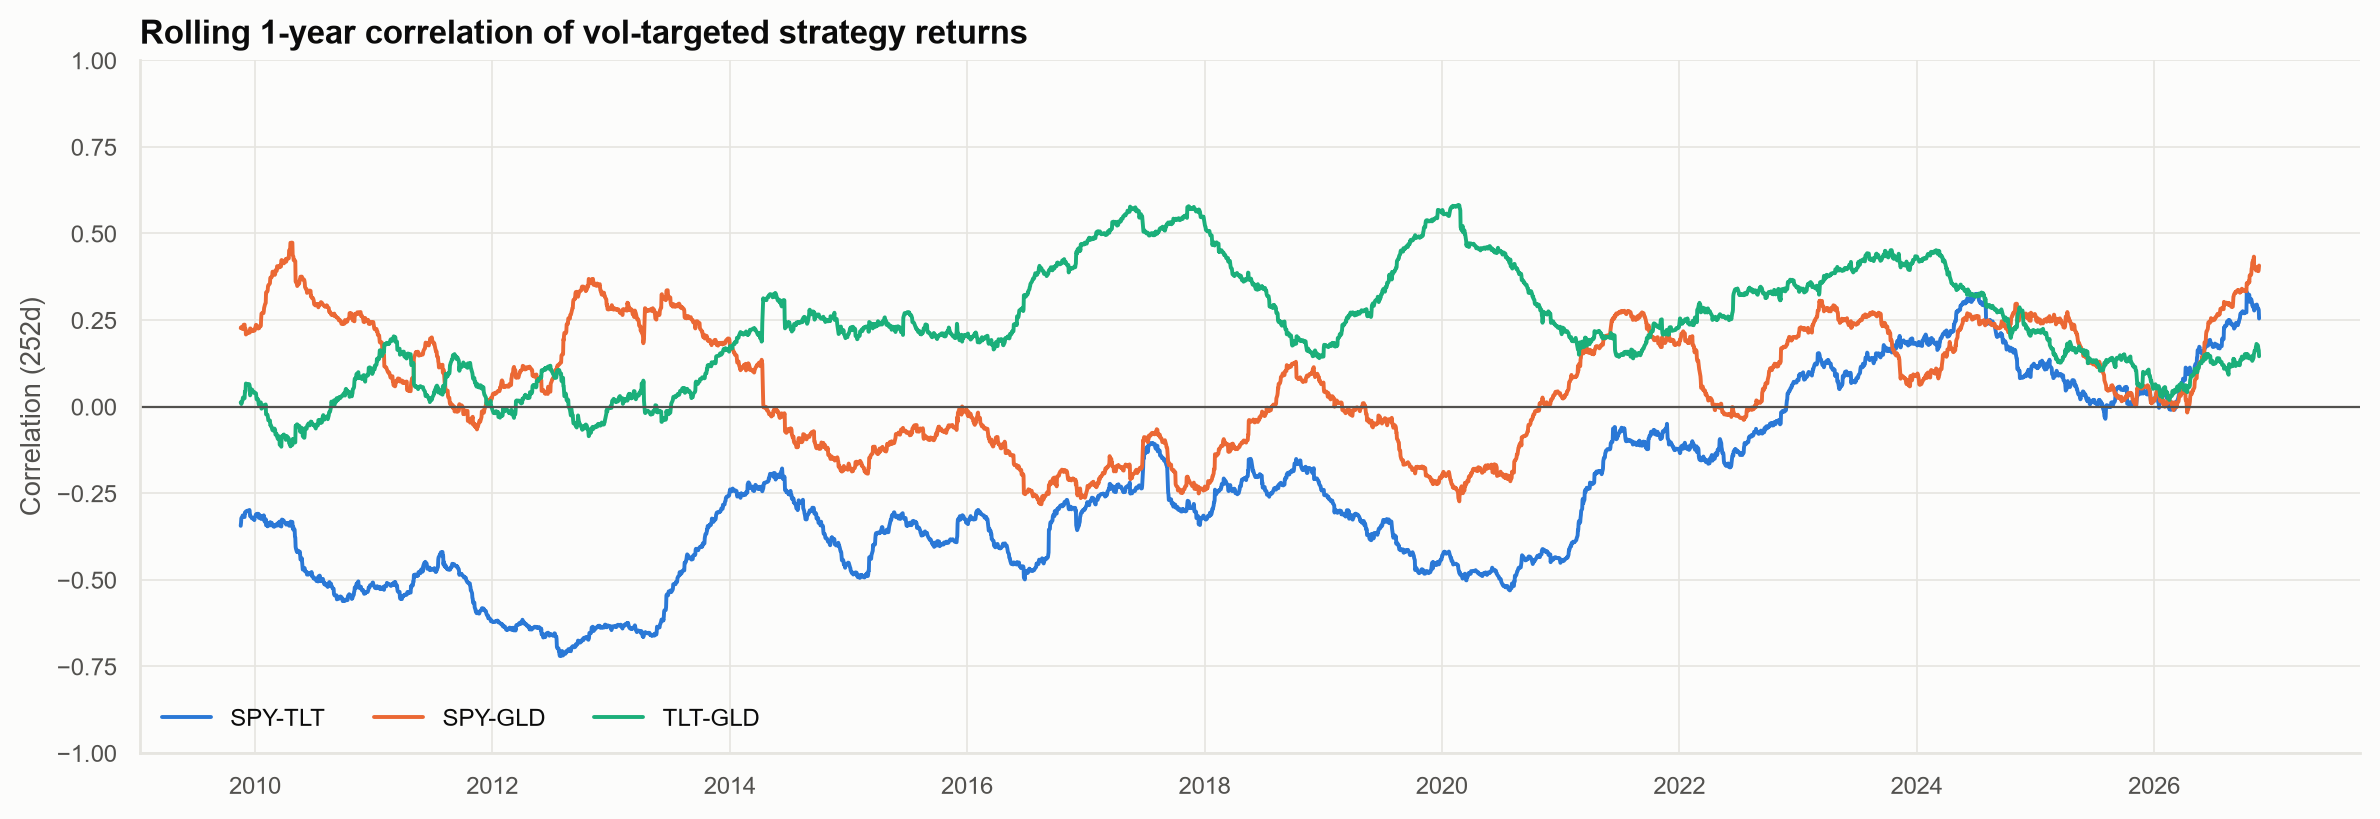 Rolling 1-year correlation of vol-targeted strategy returns
1.00
0.75
0.50
0.25
0.00
−0.25
−0.50
−0.75
−1.00
Correlation (252d)
SPY-TLT SPY-GLD TLT-GLD
2010 2012 2014 2016 2018 2020 2022 2024 2026